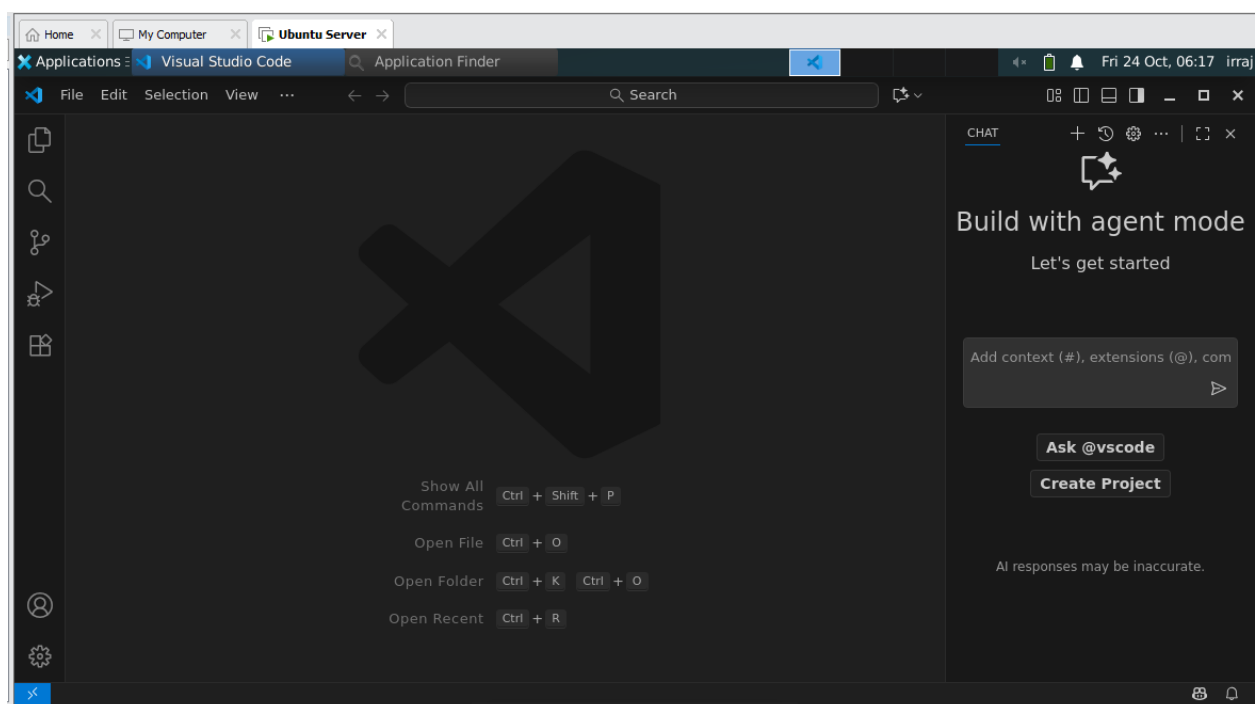 Home
My Computer
Ubuntu Server
Applications
Visual Studio Code
Application Finder
Fri 24 Oct, 06:17 irraj
File Edit Selection View ...
Search
CHAT
Build with agent mode
Let's get started
Add context (#), extensions (@), com
Ask @vscode
Create Project
AI responses may be inaccurate.
Show All
Commands
Ctrl + Shift + P
Open File Ctrl + O
Open Folder Ctrl + K Ctrl + O
Open Recent Ctrl + R